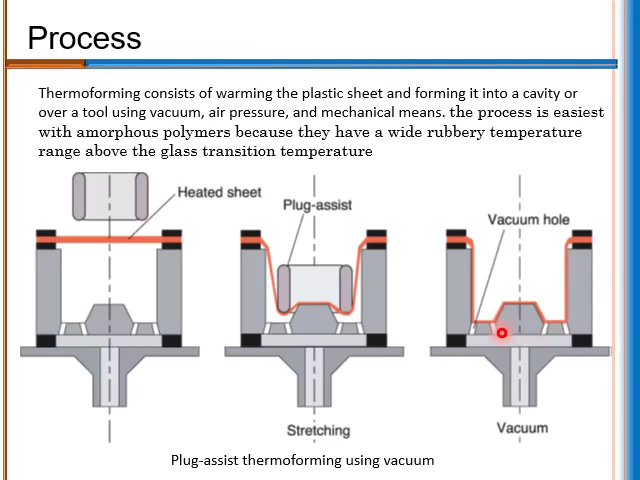 Process
Thermoforming consists of warming the plastic sheet and forming it into a cavity or
over a tool using vacuum, air pressure, and mechanical means. the process is easiest
with amorphous polymers because they have a wide rubbery temperature
range above the glass transition temperature
Heated sheet
Plug-assist
Vacuum hole
Stretching
Vacuum
Plug-assist thermoforming using vacuum